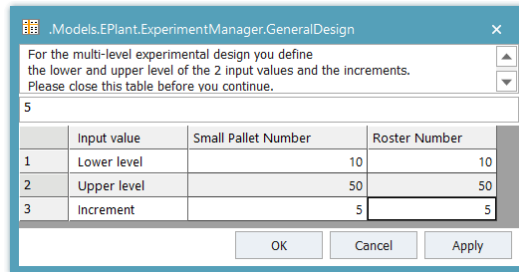 .Models.EPlant.ExperimentManager.GeneralDesign
For the multi-level experimental design you define
the lower and upper level of the 2 input values and the increments.
Please close this table before you continue.
5
Input value Small Pallet Number Roster Number
1 Lower level 10 10
2 Upper level 50 50
3 Increment 5 5
OK Cancel Apply